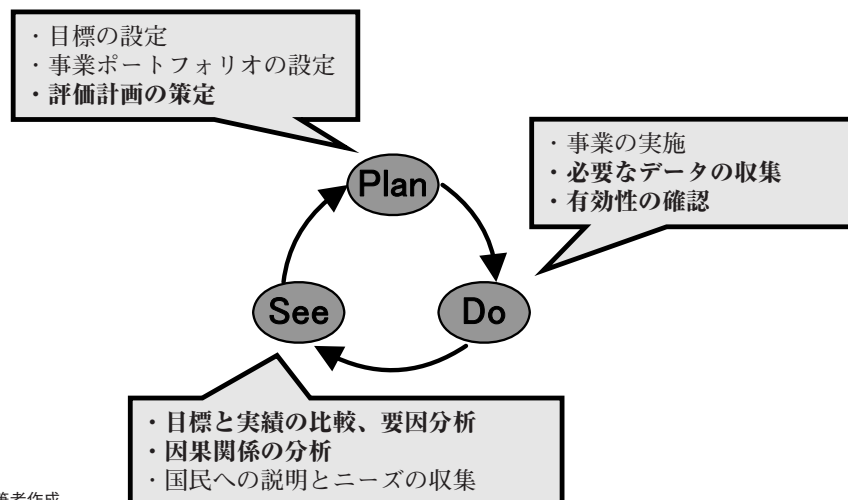 ・目標の設定
・事業ポートフォリオの設定
・評価計画の策定
・事業の実施
・必要なデータの収集
・有効性の確認
Plan
See
Do
・目標と実績の比較、要因分析
・因果関係の分析
・国民への説明とニーズの収集
者作成